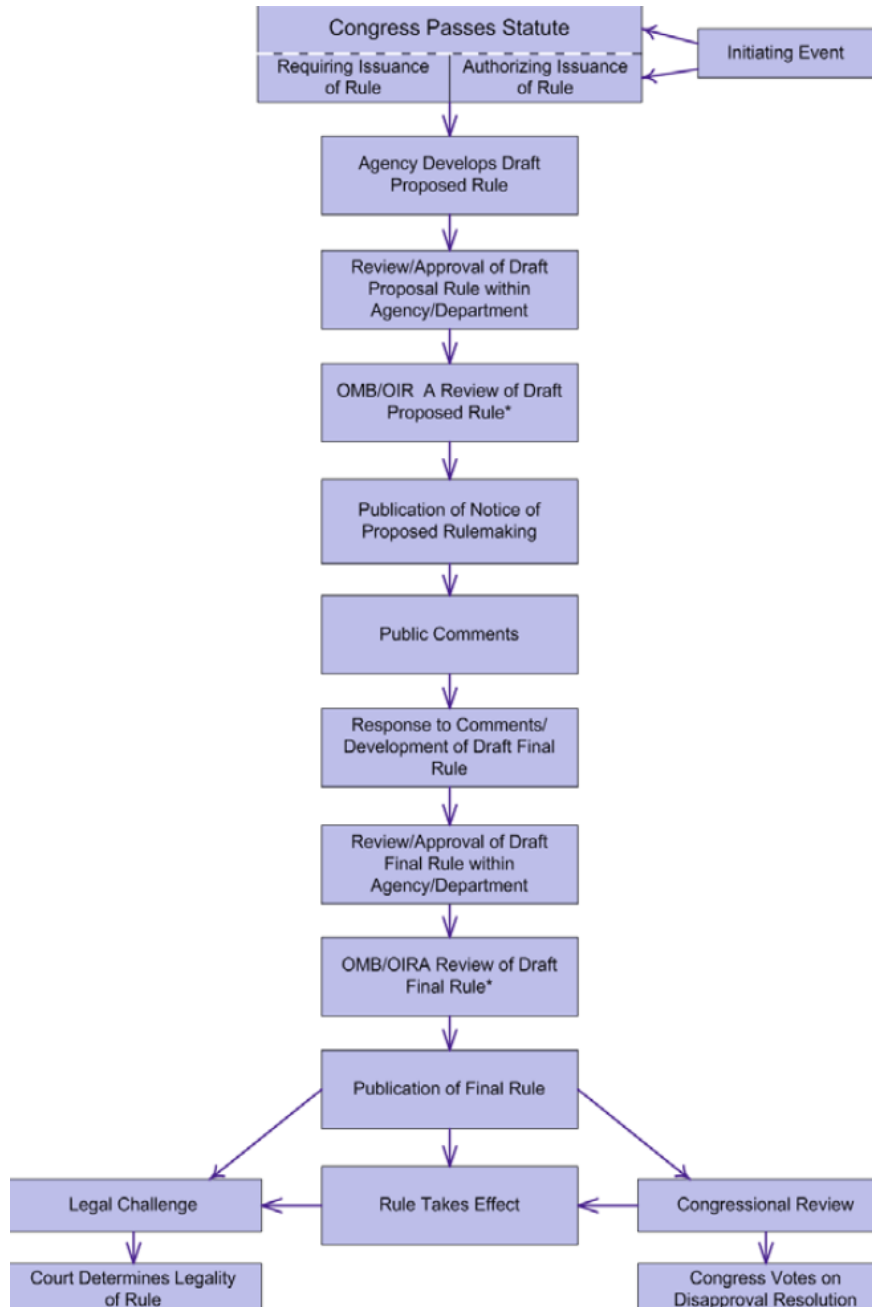 Congress Passes Statute
Initiating Event
Requiring Issuance
of Rule
Authorizing Issuance
of Rule
Agency Develops Draft
Proposed Rule
Review/Approval of Draft
Proposal Rule within
Agency/Department
OMB/OIR A Review of Draft
Proposed Rule*
Publication of Notice of
Proposed Rulemaking
Public Comments
Response to Comments/
Development of Draft Final
Rule
Review/Approval of Draft
Final Rule within
Agency/Department
OMB/OIRA Review of Draft
Final Rule*
Publication of Final Rule
Legal Challenge
Rule Takes Effect
Congressional Review
Court Determines Legality
of Rule
Congress Votes on
Disapproval Resolution